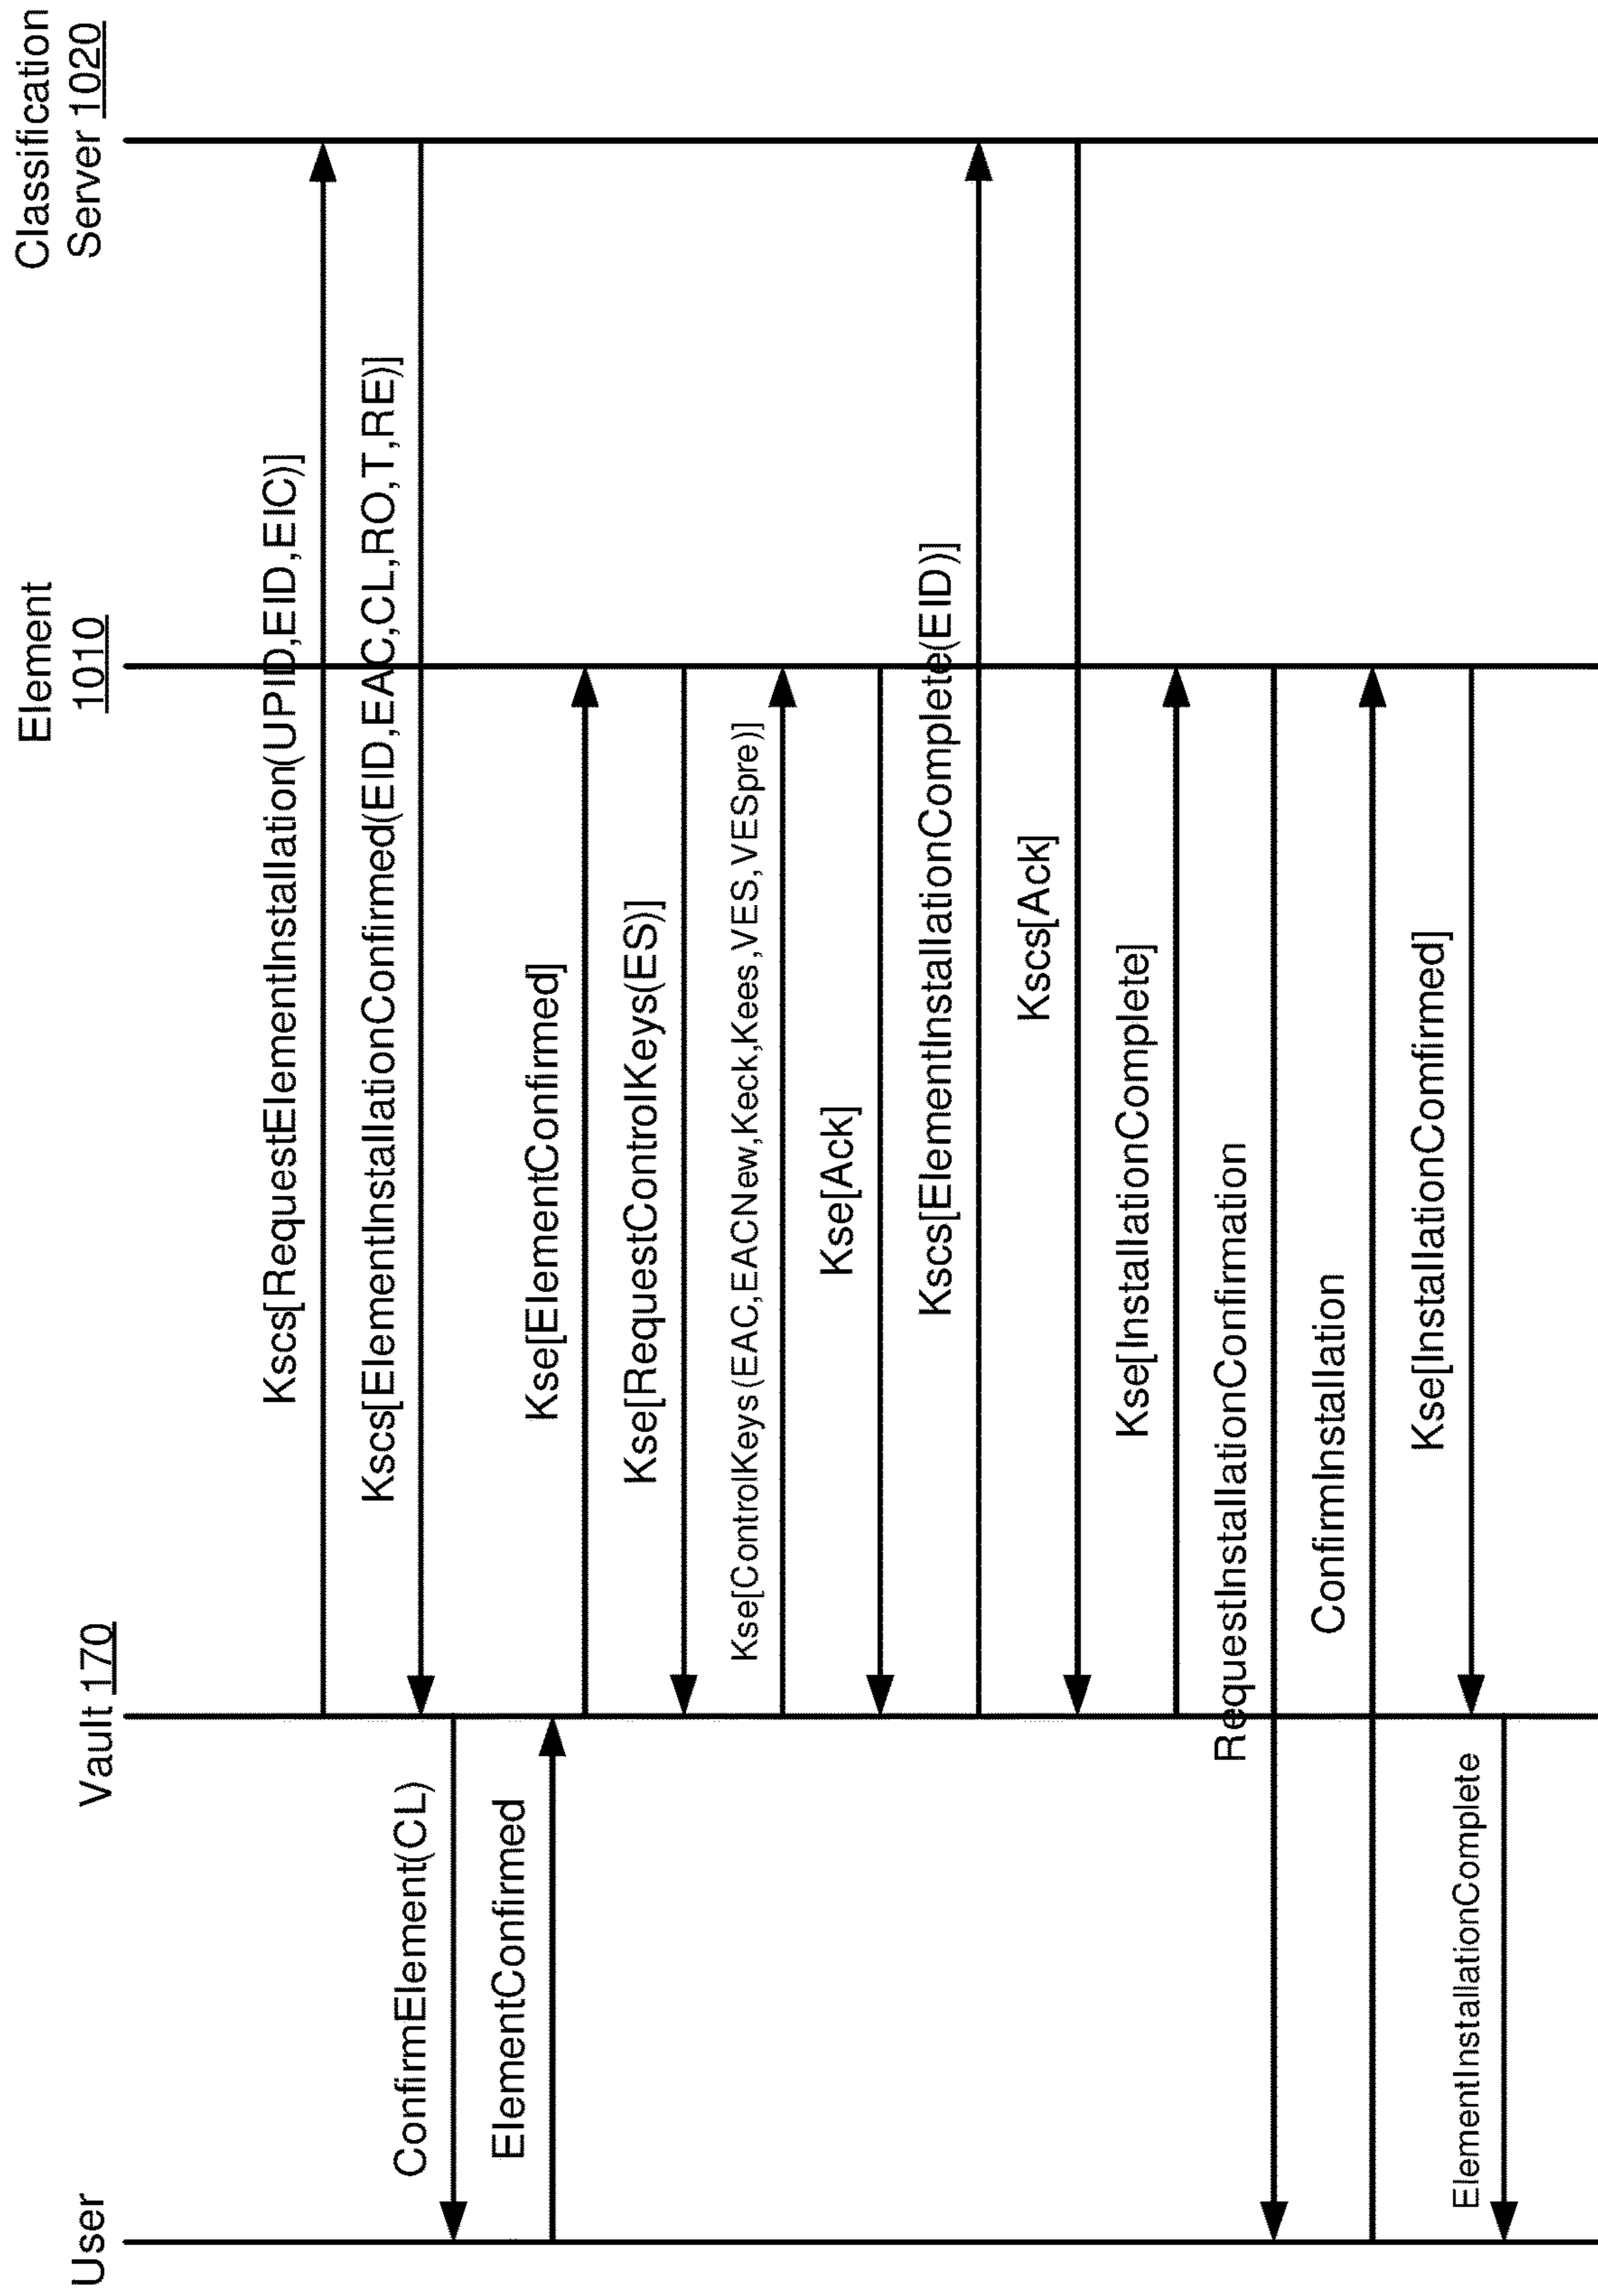 User
Vault 170
Element
1010
Classification
Server 1020
Kscs[RequestElementInstallation(UPID,EID,EIC)]
Kscs[ElementInstallationConfirmed(EID,EAC,CL,RO,T,RE)]
ConfirmElement(CL)
ElementConfirmed
Kse[ElementConfirmed]
Kse[RequestControlKeys(ES)]
Kse[ControlKeys(EAC,EACNew,Keck,Kees,VES,VESpre)]
Kse[Ack]
Kscs[ElementInstallationComplete(EID)]
Kscs[Ack]
Kse[InstallationComplete]
RequestInstallationConfirmation
ConfirmInstallation
Kse[InstallationComfirmed]
ElementInstallationComplete